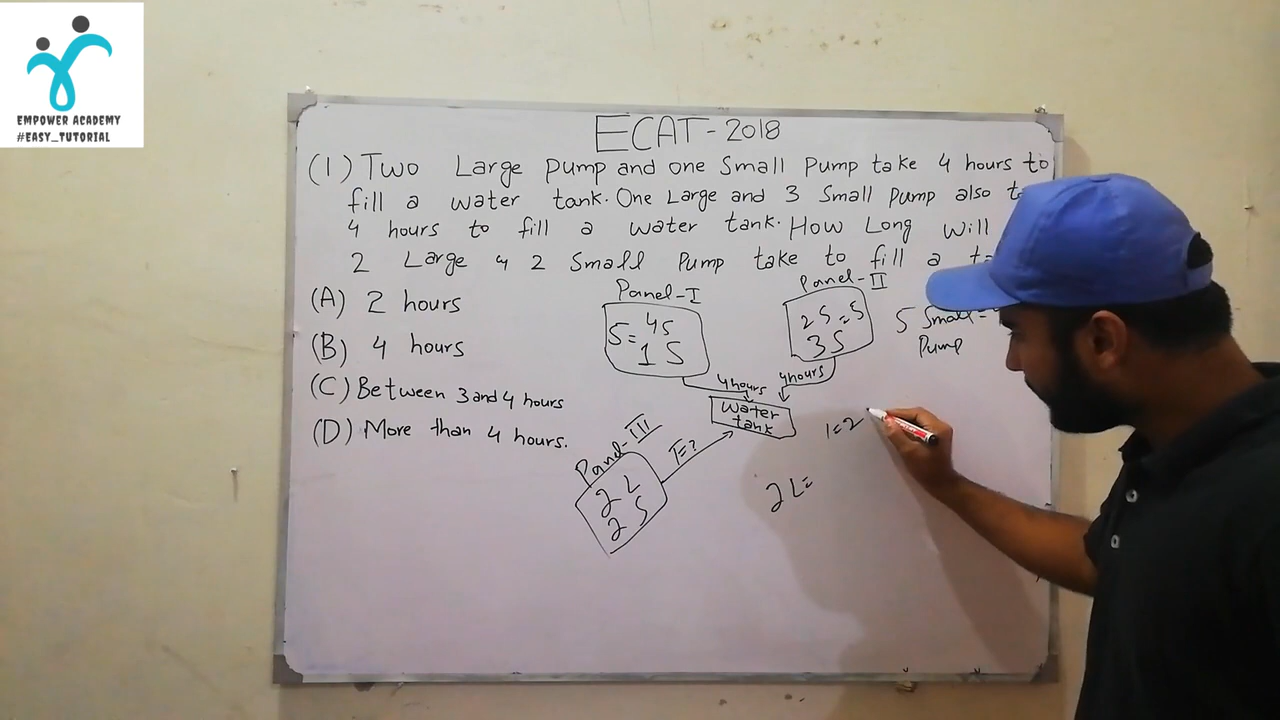 EMPOWER ACADEMY
#EASY_TUTORIAL
ECAT-2018
(1) Two Large Pump and one Small Pump take 4 hours to
fill a water tank. One Large and 3 Small Pump also
4 hours to fill a water tank. How Long will
2 Large & 2 Small Pump take to fill a
(A) 2 hours
(B) 4 hours
(C) Between 3 and 4 hours
(D) More than 4 hours.
Panel-I
4S
5=
1 S
Panel-II
2S=5
3S
5 Small=
Pump
4 hours
4 hours
Water
tank
Panel-III
2 L
2 S
T=?
1=2
2L=